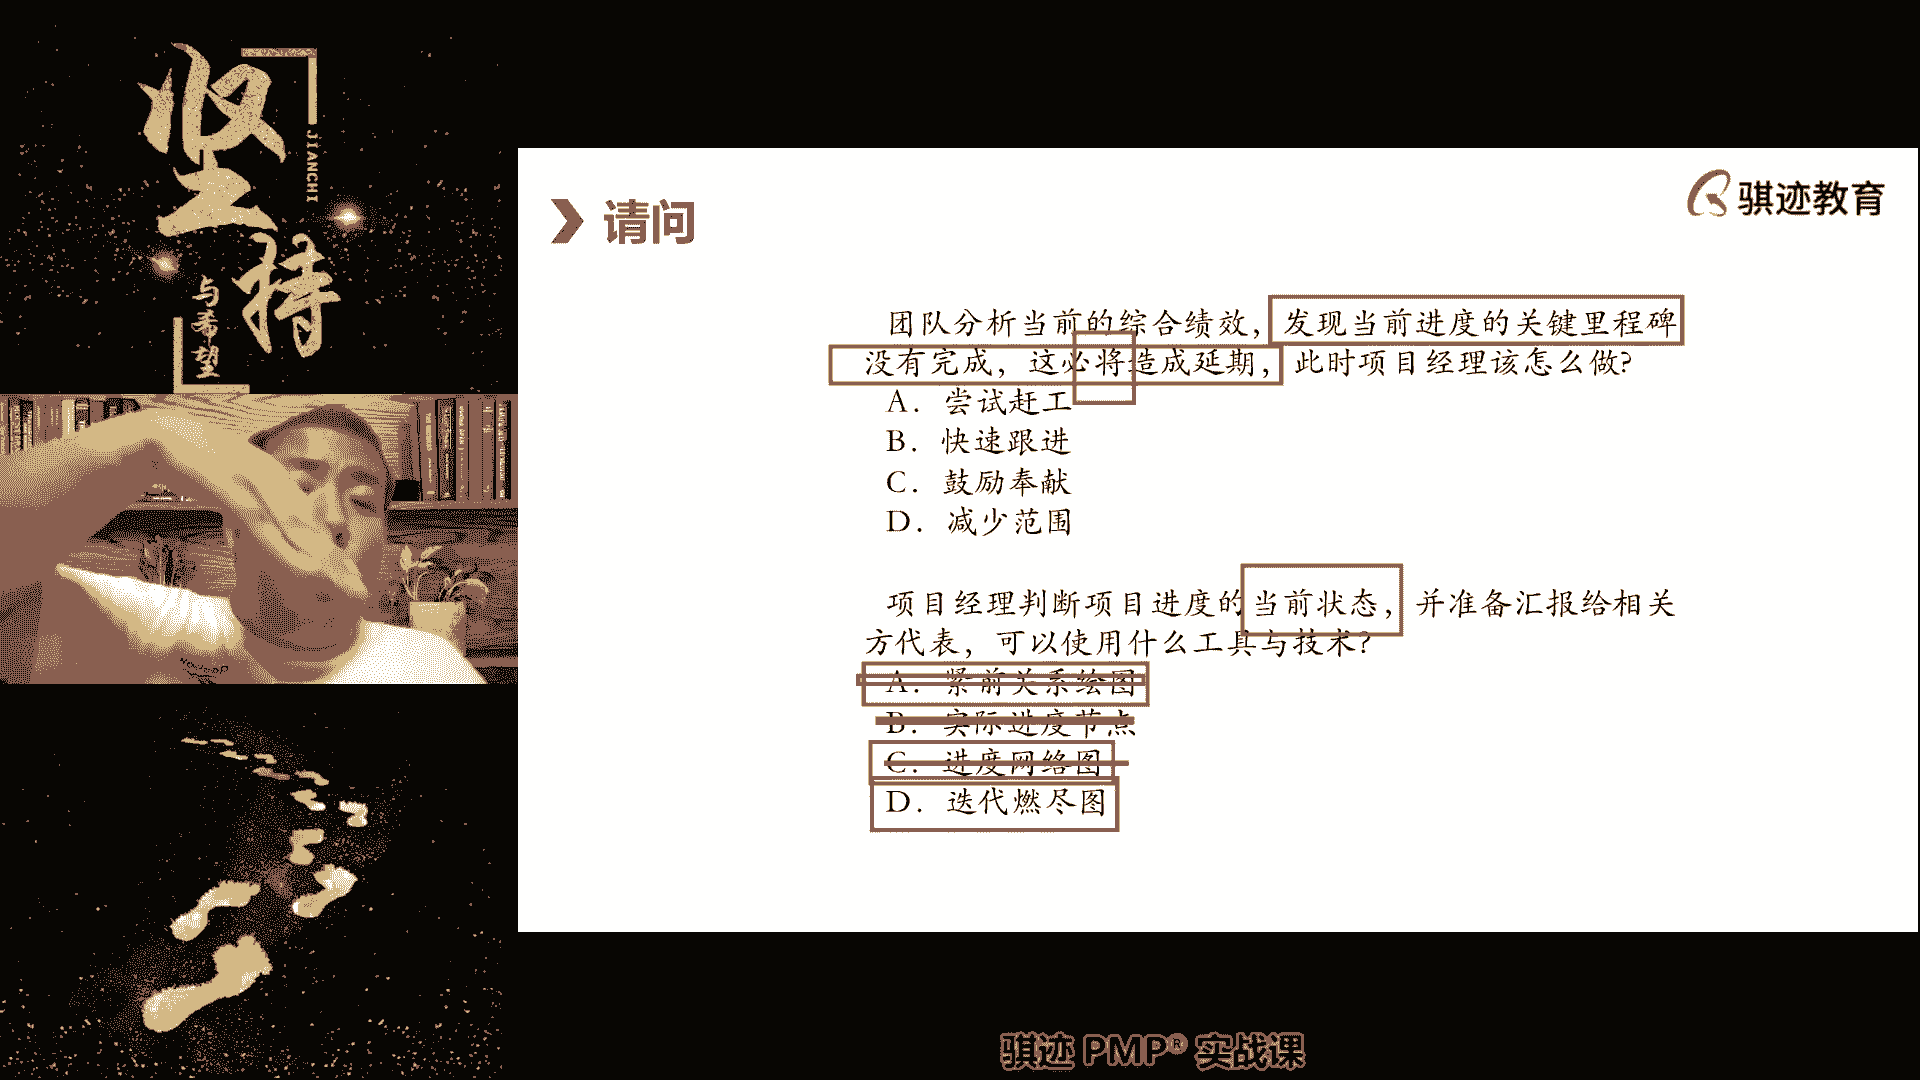 坚持
JIANCHI
与希望
骐迹教育
请问
团队分析当前的综合绩效，发现当前进度的关键里程碑
没有完成，这必将造成延期，此时项目经理该怎么做？
A. 尝试赶工
B. 快速跟进
C. 鼓励奉献
D. 减少范围
项目经理判断项目进度的当前状态，并准备汇报给相关
方代表，可以使用什么工具与技术？
A. 紧前关系绘图
B. 实际进度节点
C. 进度网络图
D. 迭代燃尽图
骐迹 PMP® 实战课